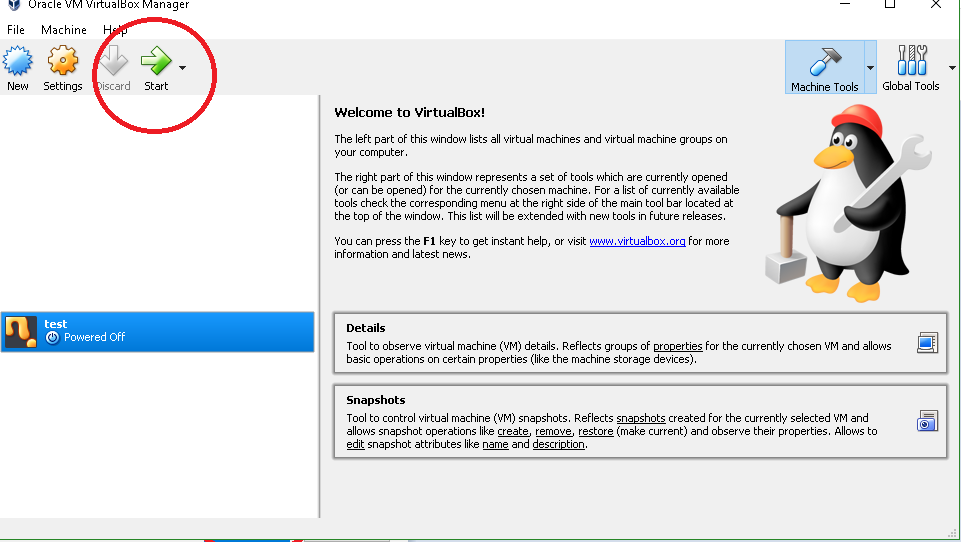 Oracle VM VirtualBox Manager
File Machine Help
New Settings Discard Start Machine Tools Global Tools
Welcome to VirtualBox!
The left part of this window lists all virtual machines and virtual machine groups on
your computer.
The right part of this window represents a set of tools which are currently opened
(or can be opened) for the currently chosen machine. For a list of currently available
tools check the corresponding menu at the right side of the main tool bar located at
the top of the window. This list will be extended with new tools in future releases.
You can press the F1 key to get instant help, or visit www.virtualbox.org for more
information and latest news.
test
Powered Off
Details
Tool to observe virtual machine (VM) details. Reflects groups of properties for the currently chosen VM and allows
basic operations on certain properties (like the machine storage devices).
Snapshots
Tool to control virtual machine (VM) snapshots. Reflects snapshots created for the currently selected VM and
allows snapshot operations like create, remove, restore (make current) and observe their properties. Allows to
edit snapshot attributes like name and description.